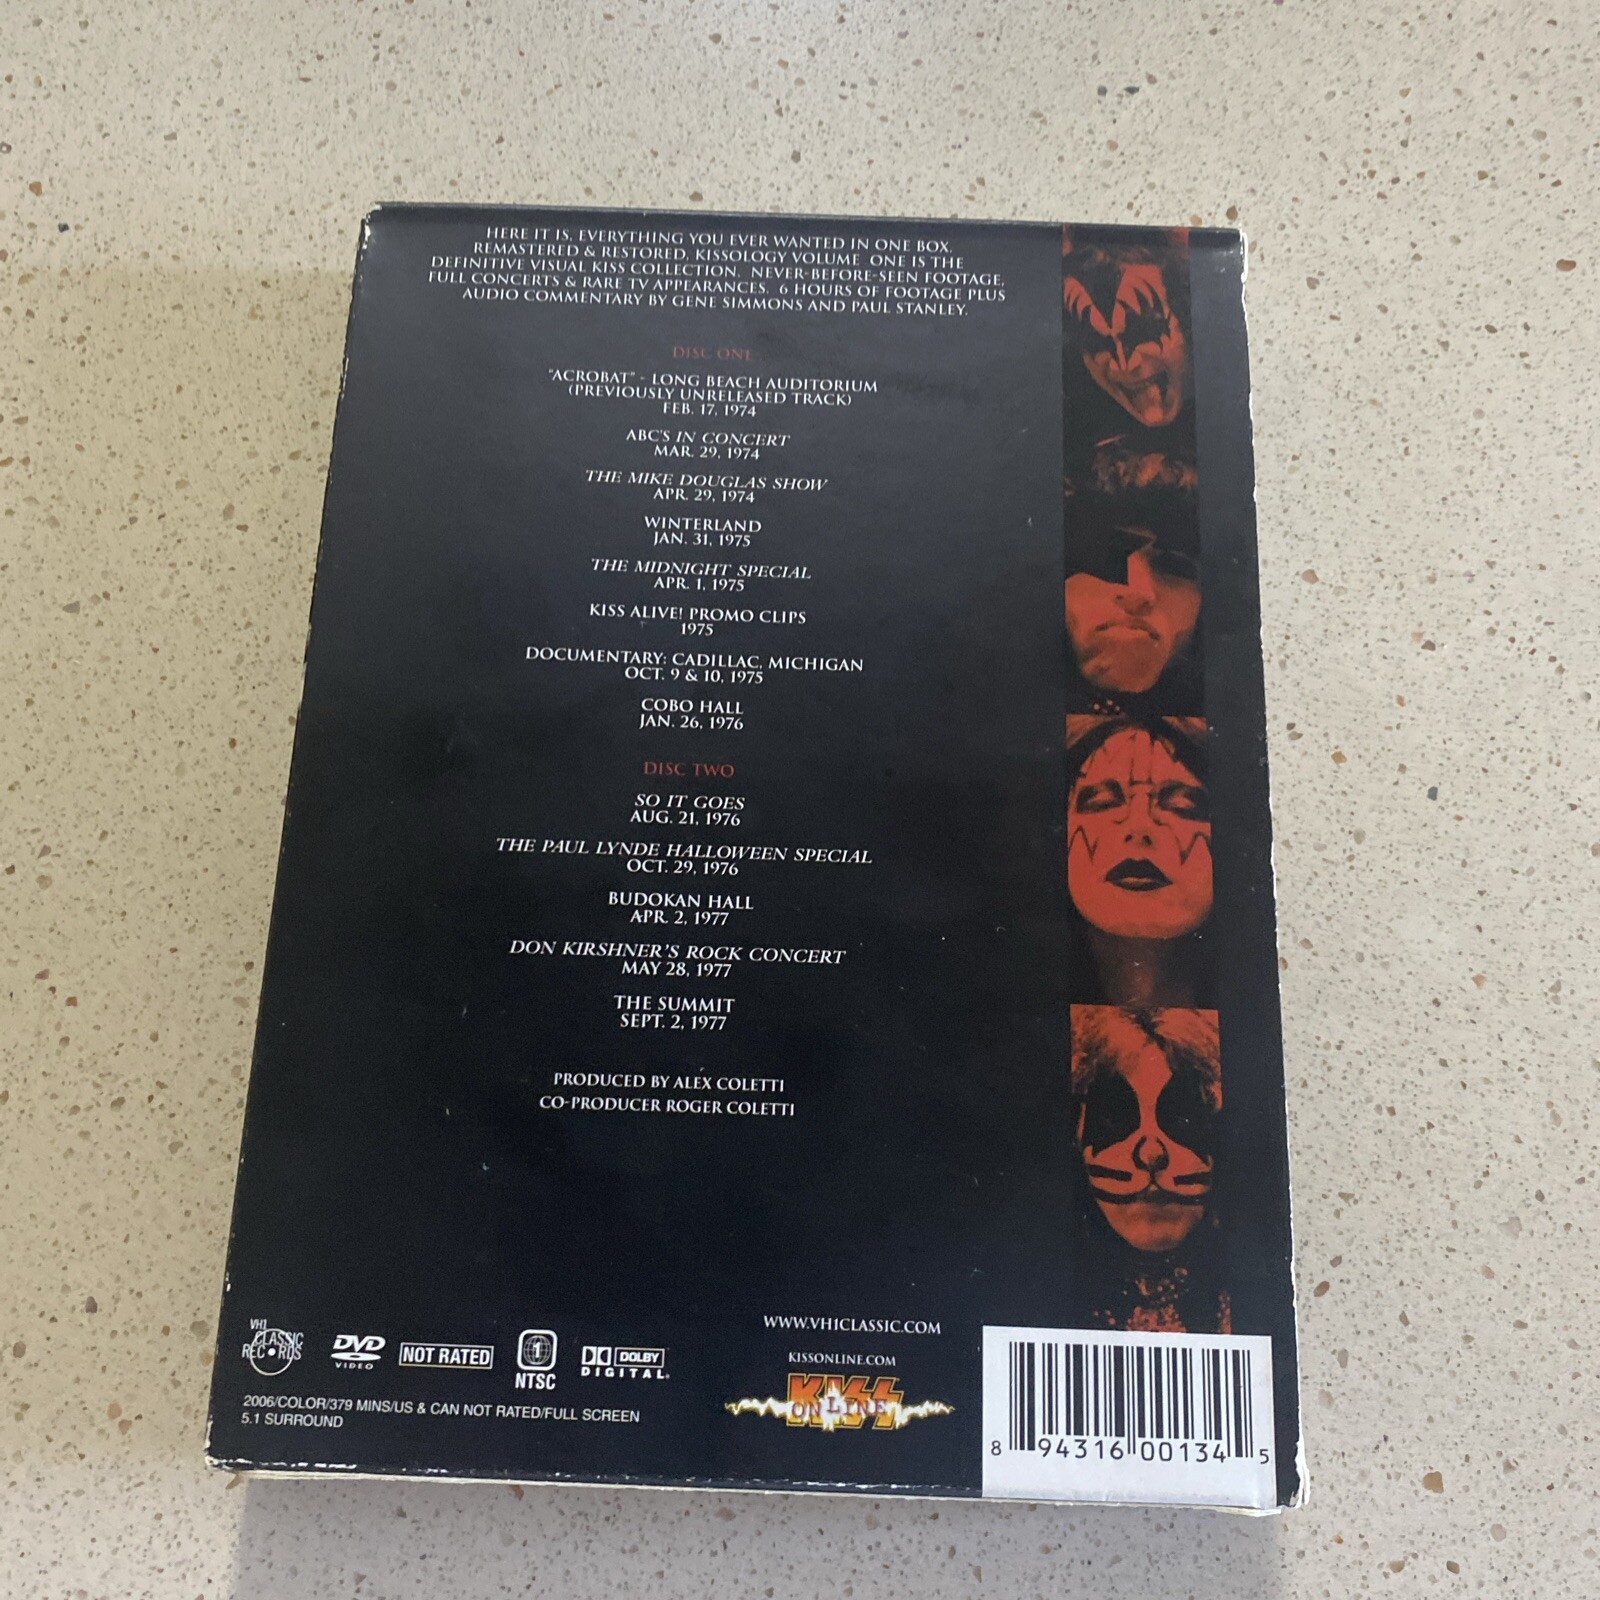 HERE IT IS, EVERYTHING YOU EVER WANTED IN ONE BOX.
REMASTERED & RESTORED, KISSOLOGY VOLUME ONE IS THE
DEFINITIVE VISUAL KISS COLLECTION. NEVER-BEFORE-SEEN FOOTAGE,
FULL CONCERTS & RARE TV APPEARANCES. 6 HOURS OF FOOTAGE PLUS
AUDIO COMMENTARY BY GENE SIMMONS AND PAUL STANLEY.
DISC ONE
"ACROBAT" - LONG BEACH AUDITORIUM
(PREVIOUSLY UNRELEASED TRACK)
FEB. 17, 1974
ABC'S IN CONCERT
MAR. 29, 1974
THE MIKE DOUGLAS SHOW
APR. 29, 1974
WINTERLAND
JAN. 31, 1975
THE MIDNIGHT SPECIAL
APR. 1, 1975
KISS ALIVE! PROMO CLIPS
1975
DOCUMENTARY: CADILLAC, MICHIGAN
OCT. 9 & 10, 1975
COBO HALL
JAN. 26, 1976
DISC TWO
SO IT GOES
AUG. 21, 1976
THE PAUL LYNDE HALLOWEEN SPECIAL
OCT. 29, 1976
BUDOKAN HALL
APR. 2, 1977
DON KIRSHNER'S ROCK CONCERT
MAY 28, 1977
THE SUMMIT
SEPT. 2, 1977
PRODUCED BY ALEX COLETTI
CO-PRODUCER ROGER COLETTI
VH1
CLASSIC
RECORDS
DVD
VIDEO
NOT RATED
1
NTSC
DOLBY
DIGITAL
2006/COLOR/379 MINS/US & CAN NOT RATED/FULL SCREEN
5.1 SURROUND
WWW.VH1CLASSIC.COM
KISSONLINE.COM
KISS
ONLINE
8 94316 00134 5